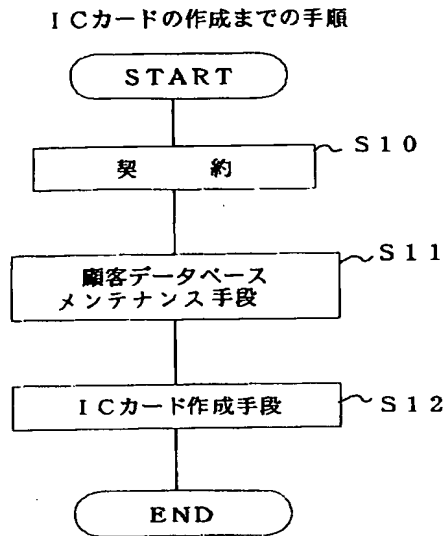 ICカードの作成までの手順
START
契 約
S10
顧客データベース
メンテナンス手段
S11
ICカード作成手段
S12
END